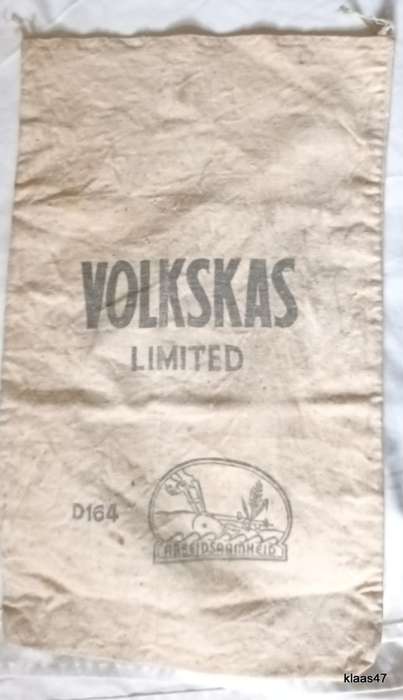 VOLKSKAS
LIMITED
D164
ARBEIDSAAMHEID
klaas47